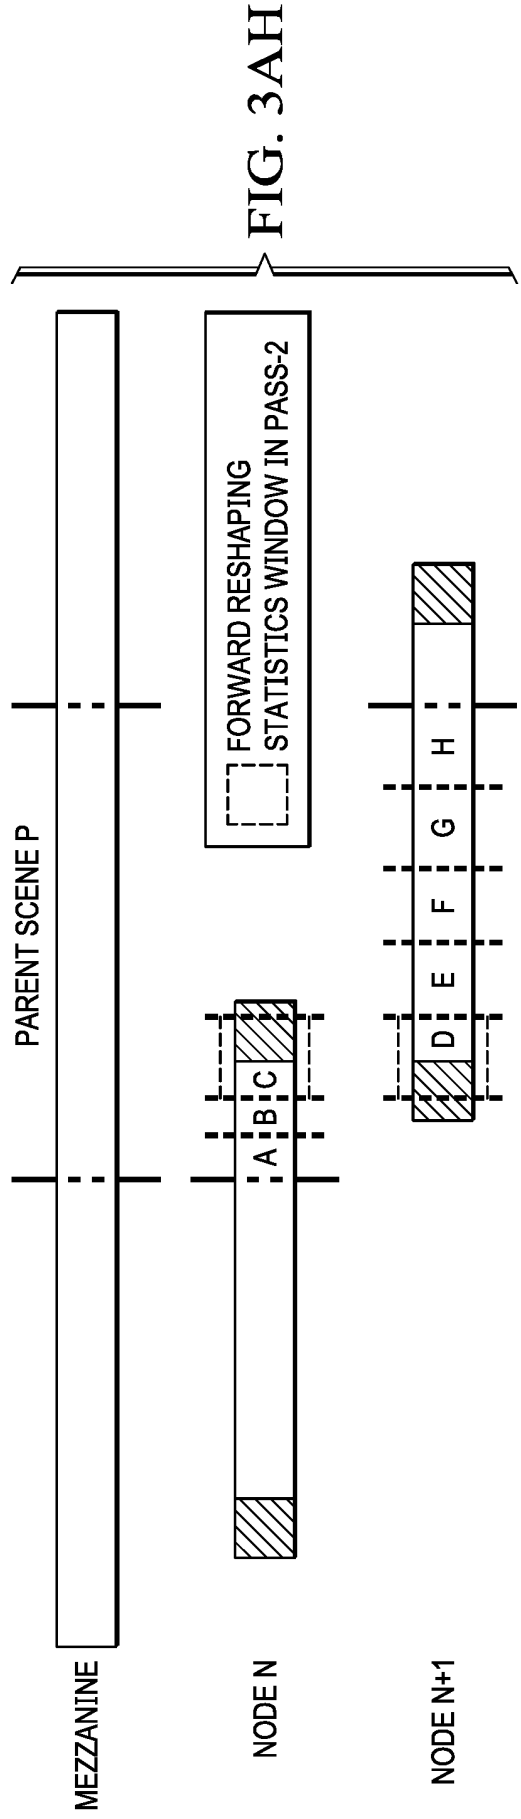 PARENT SCENE P
MEZZANINE
FORWARD RESHAPING
STATISTICS WINDOW IN PASS-2
NODE N
A B C
NODE N+1
D E F G H
FIG. 3AH